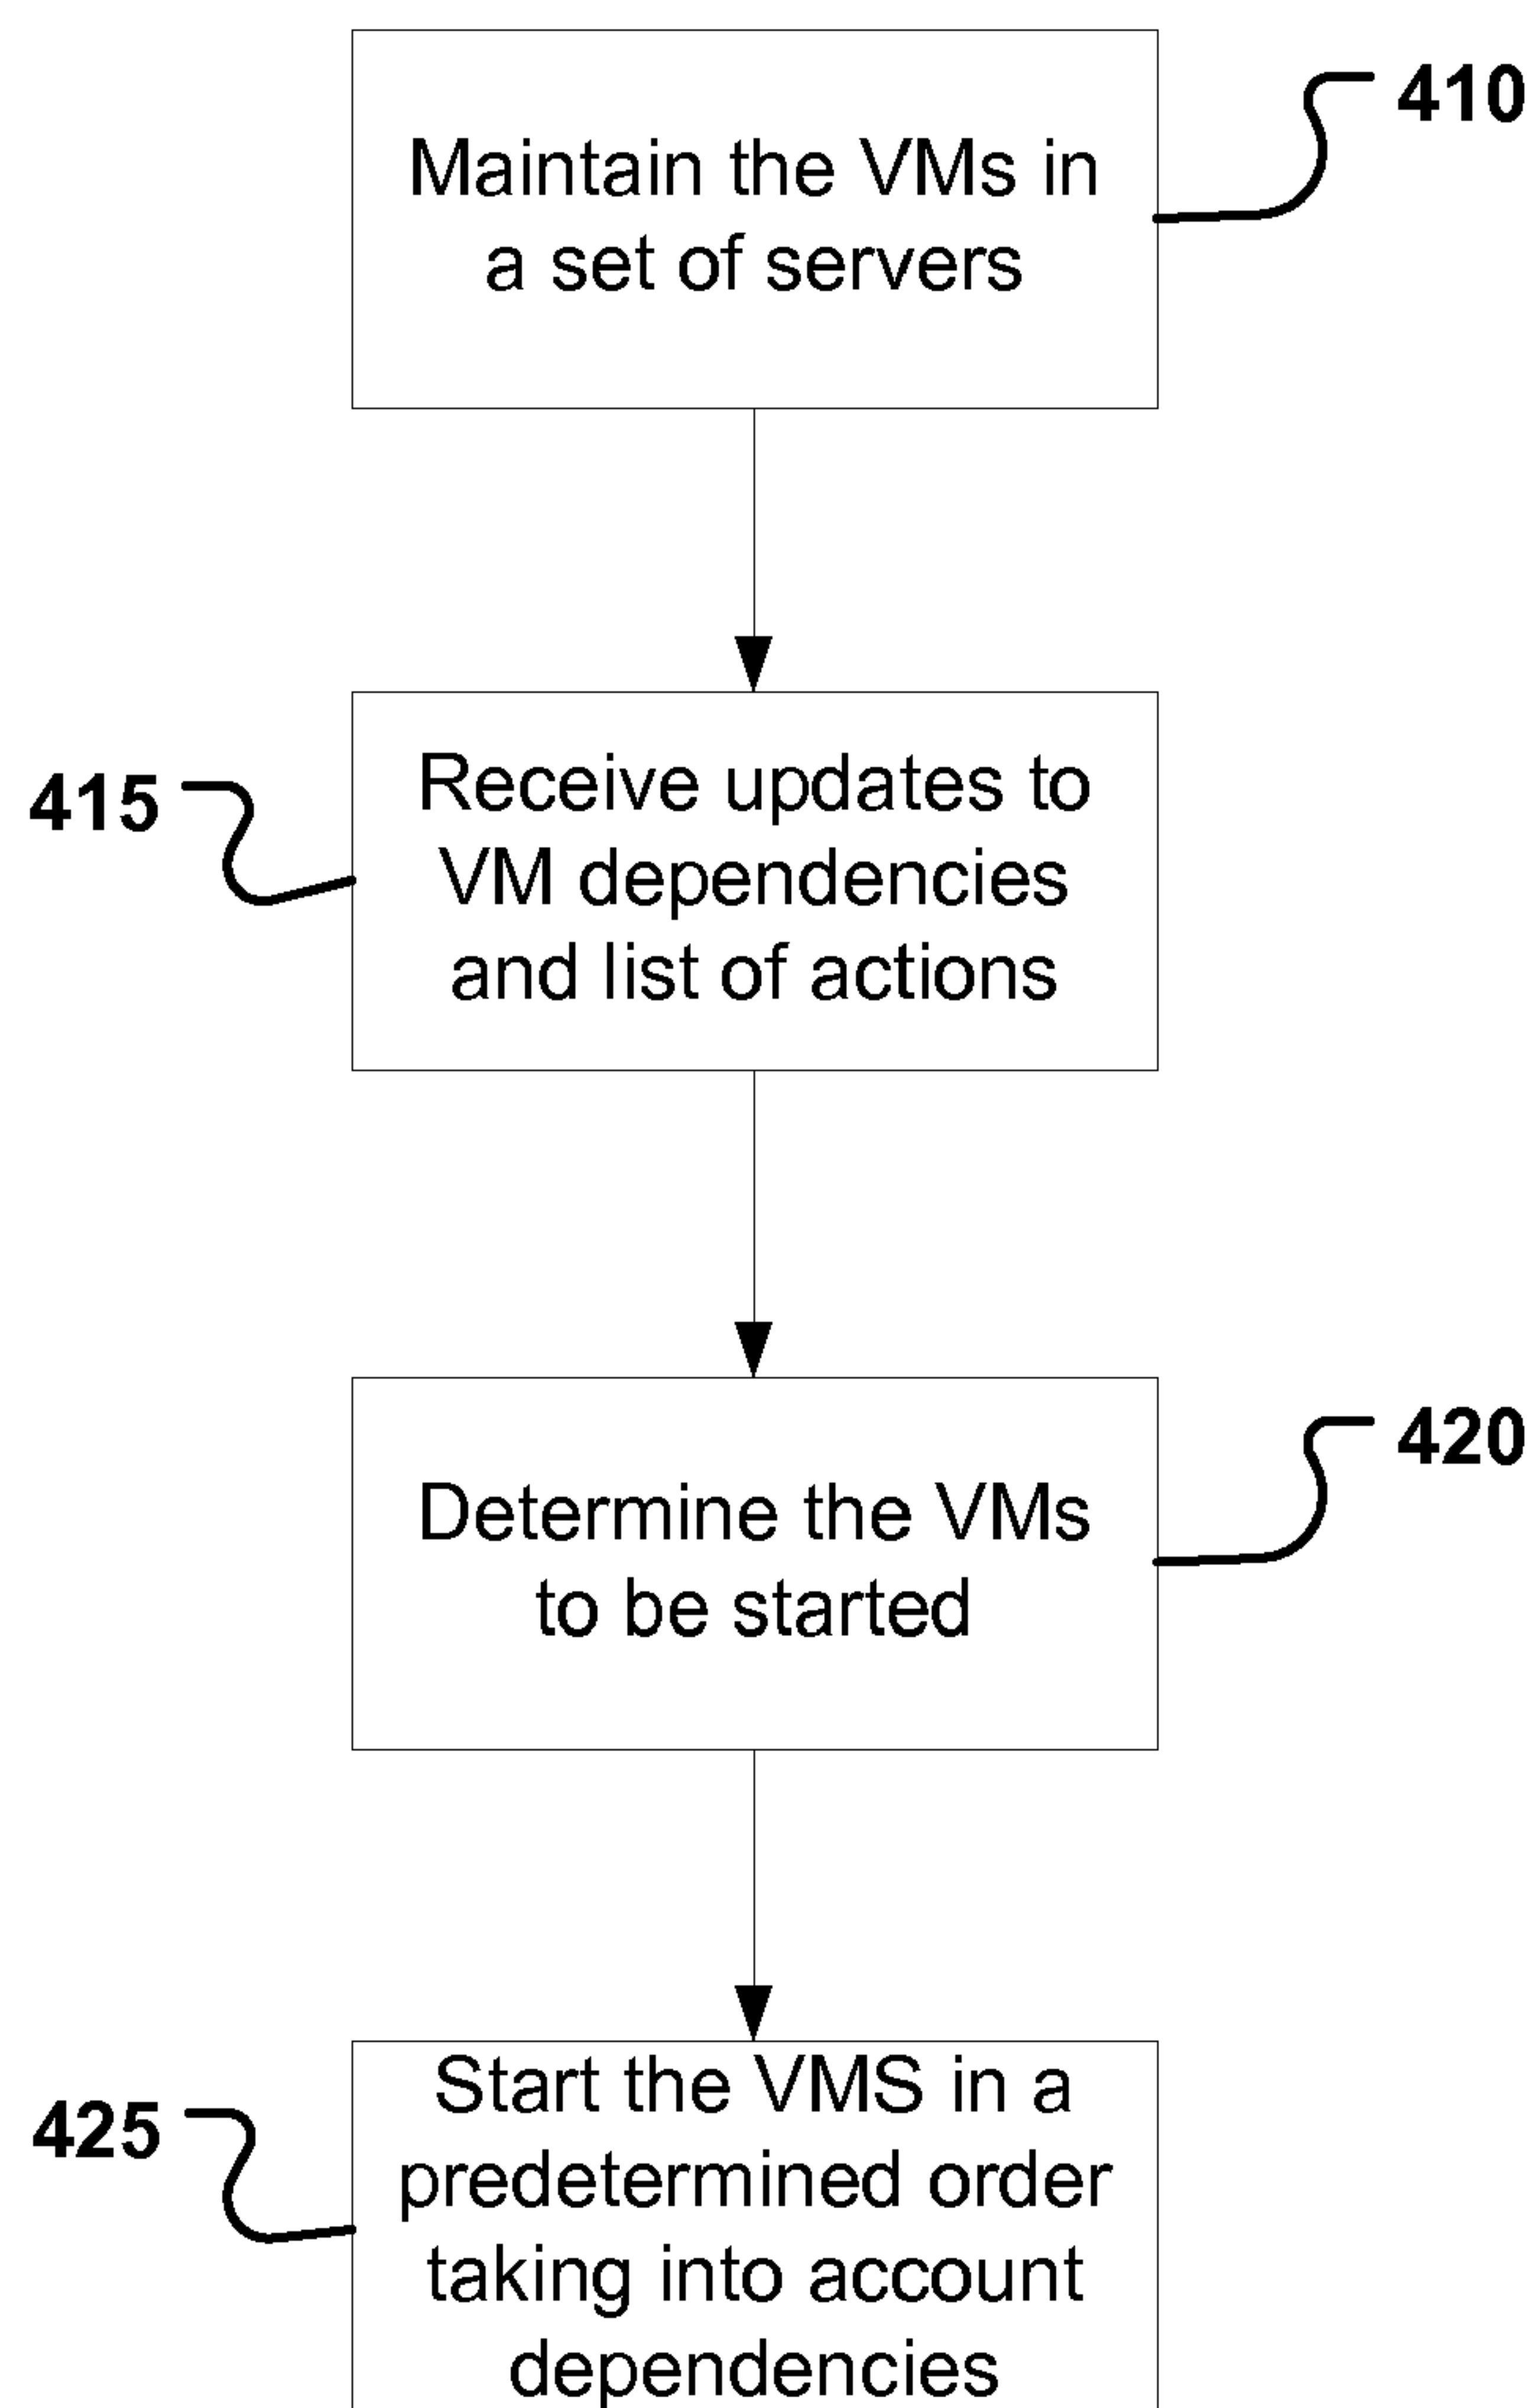 Maintain the VMs in
a set of servers
410
415
Receive updates to
VM dependencies
and list of actions
Determine the VMs
to be started
420
425
Start the VMS in a
predetermined order
taking into account
dependencies